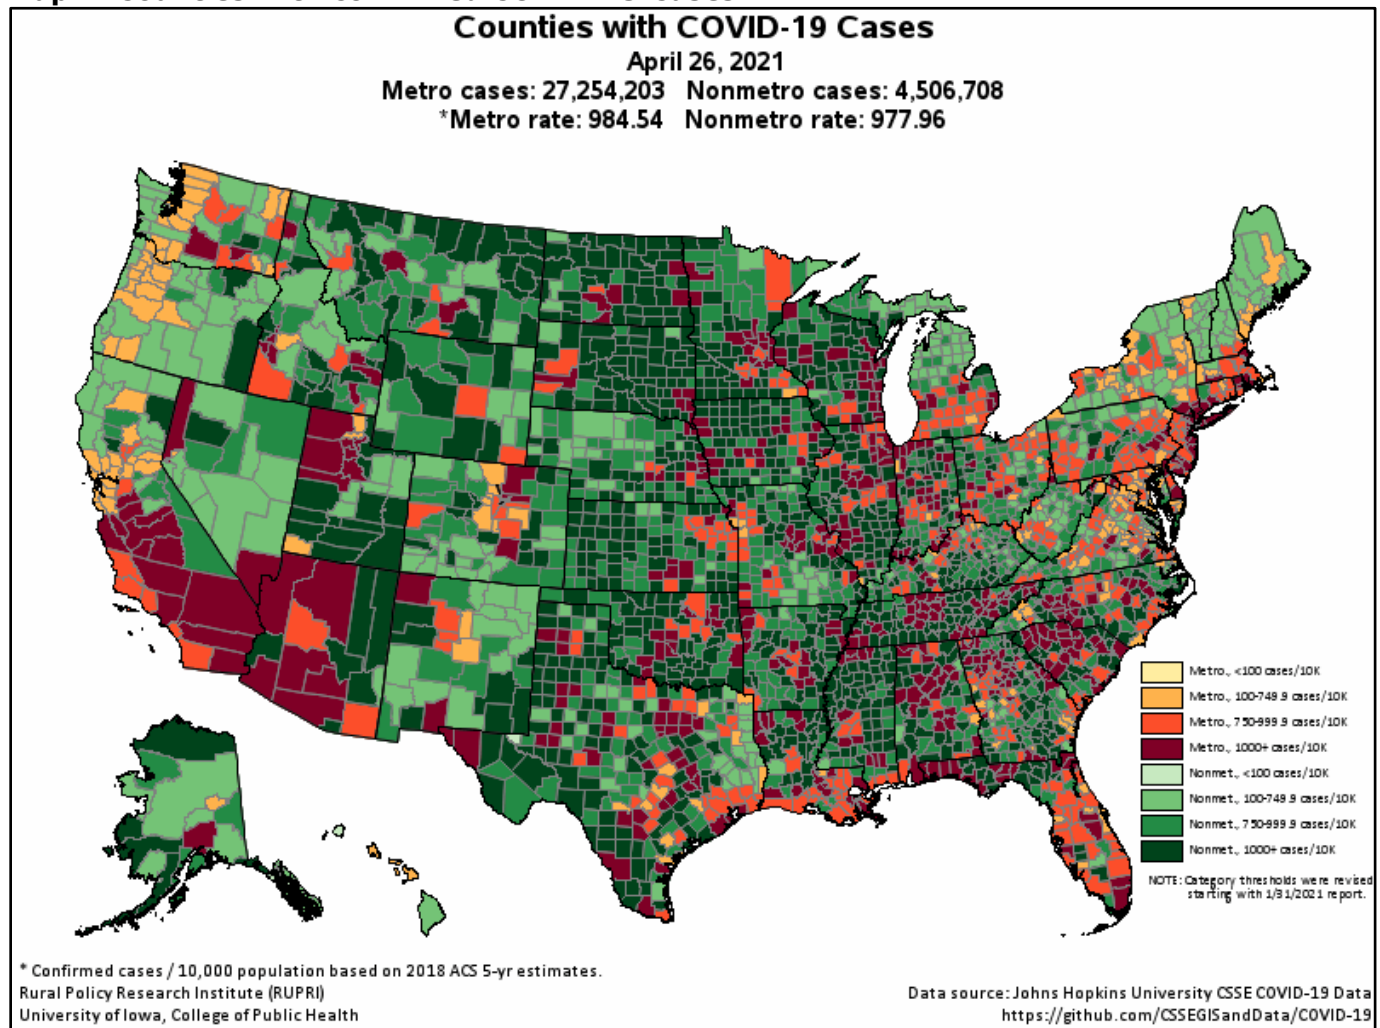 Counties with COVID-19 Cases
April 26, 2021
Metro cases: 27,254,203 Nonmetro cases: 4,506,708
*Metro rate: 984.54 Nonmetro rate: 977.96
Metro., <100 cases/10K
Metro., 100-749.9 cases/10K
Metro., 750-999.9 cases/10K
Metro., 1000+ cases/10K
Nonmet., <100 cases/10K
Nonmet., 100-749.9 cases/10K
Nonmet., 750-999.9 cases/10K
Nonmet., 1000+ cases/10K
NOTE: Category thresholds were revised
starting with 1/31/2021 report.
* Confirmed cases / 10,000 population based on 2018 ACS 5-yr estimates.
Rural Policy Research Institute (RUPRI)
University of Iowa, College of Public Health
Data source: Johns Hopkins University CSSE COVID-19 Data
https://github.com/CSSEGISandData/COVID-19